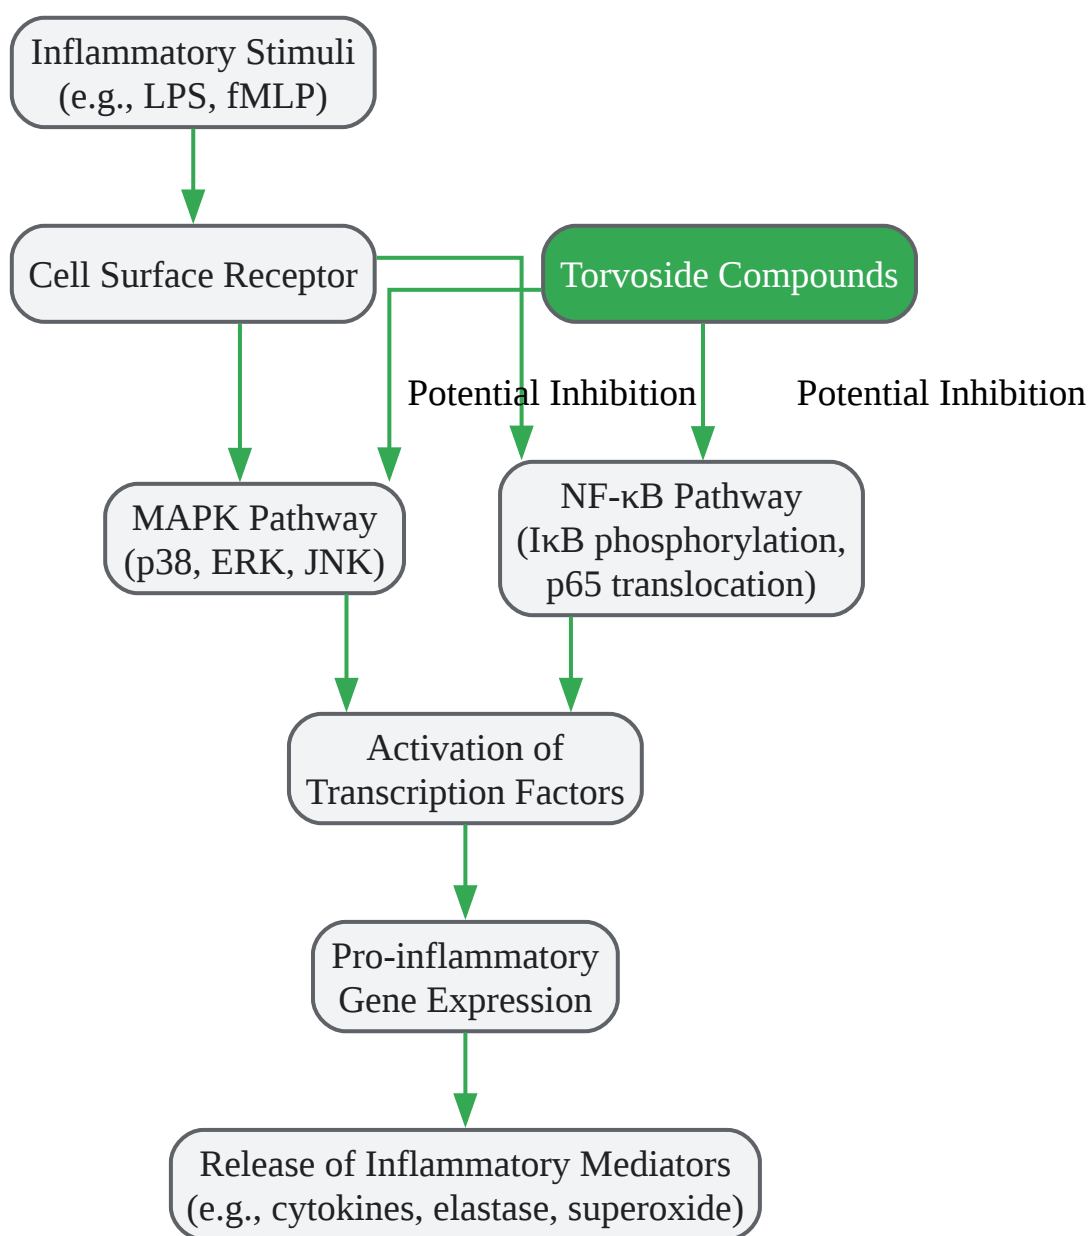 Inflammatory Stimuli
(e.g., LPS, fMLP)
Cell Surface Receptor
Torvoside Compounds
Potential Inhibition
Potential Inhibition
MAPK Pathway
(p38, ERK, JNK)
NF-κB Pathway
(IκB phosphorylation,
p65 translocation)
Activation of
Transcription Factors
Pro-inflammatory
Gene Expression
Release of Inflammatory Mediators
(e.g., cytokines, elastase, superoxide)